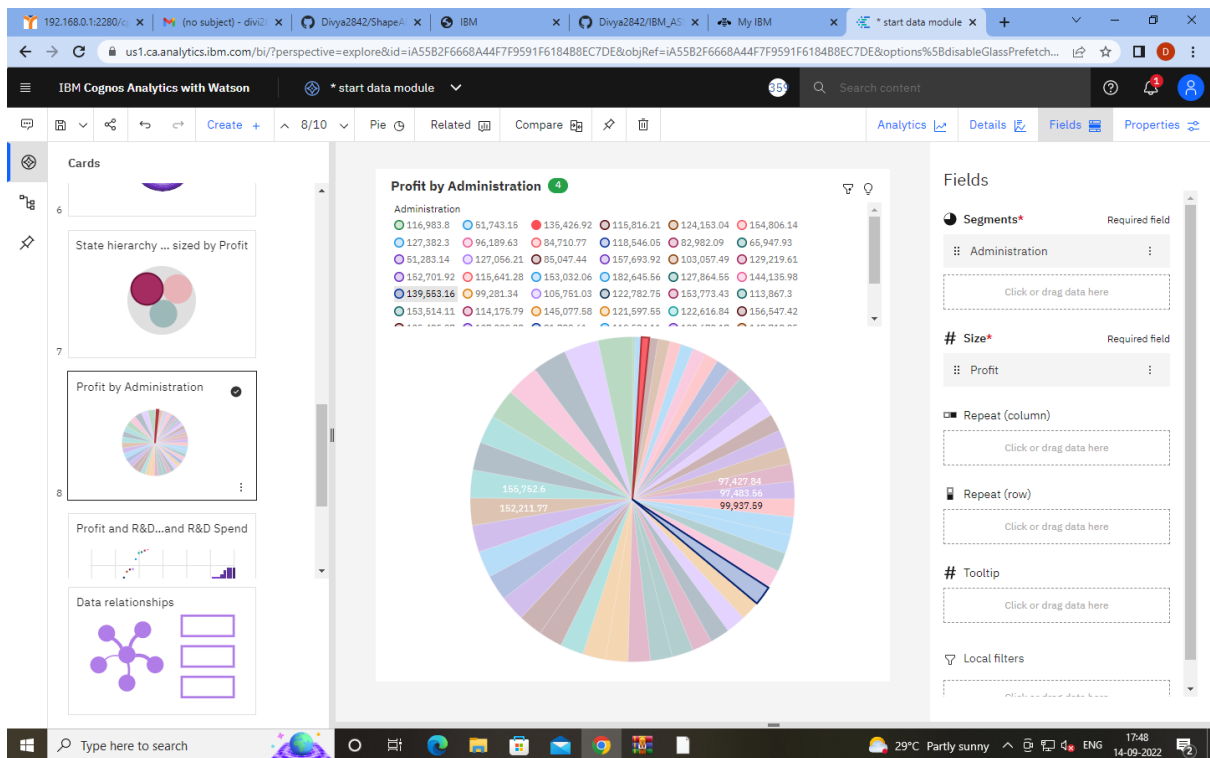 192.168.0.1:2280/cp
(no subject) - divi28
Divya2842/ShapeA
IBM
Divya2842/IBM_AS
My IBM
* start data module
us1.ca.analytics.ibm.com/bi/?perspective=explore&id=iA55B2F6668A44F7F9591F6184B8EC7DE&objRef=iA55B2F6668A44F7F9591F6184B8EC7DE&options%5BdisableGlassPrefetch...
D
IBM Cognos Analytics with Watson
* start data module
359
Search content
1
Create +
8/10
Pie
Related
Compare
Analytics
Details
Fields
Properties
Cards
6
State hierarchy ... sized by Profit
7
Profit by Administration
8
Profit and R&D...and R&D Spend
Data relationships
Profit by Administration 4
Administration
116,983.8 51,743.15 135,426.92 115,816.21 124,153.04 154,806.14
127,382.3 96,189.63 84,710.77 118,546.05 82,982.09 65,947.93
51,283.14 127,056.21 85,047.44 157,693.92 103,057.49 129,219.61
152,701.92 115,641.28 153,032.06 182,645.56 127,864.55 144,135.98
139,553.16 99,281.34 105,751.03 122,782.75 153,773.43 113,867.3
153,514.11 114,175.79 145,077.58 121,597.55 122,616.84 156,547.42
97,427.84
97,483.56
99,937.59
155,752.6
152,211.77
Fields
Segments* Required field
Administration
Click or drag data here
# Size* Required field
Profit
Repeat (column)
Click or drag data here
Repeat (row)
Click or drag data here
# Tooltip
Click or drag data here
Local filters
Click or drag data here
Type here to search
29°C Partly sunny
ENG
17:48
14-09-2022
2